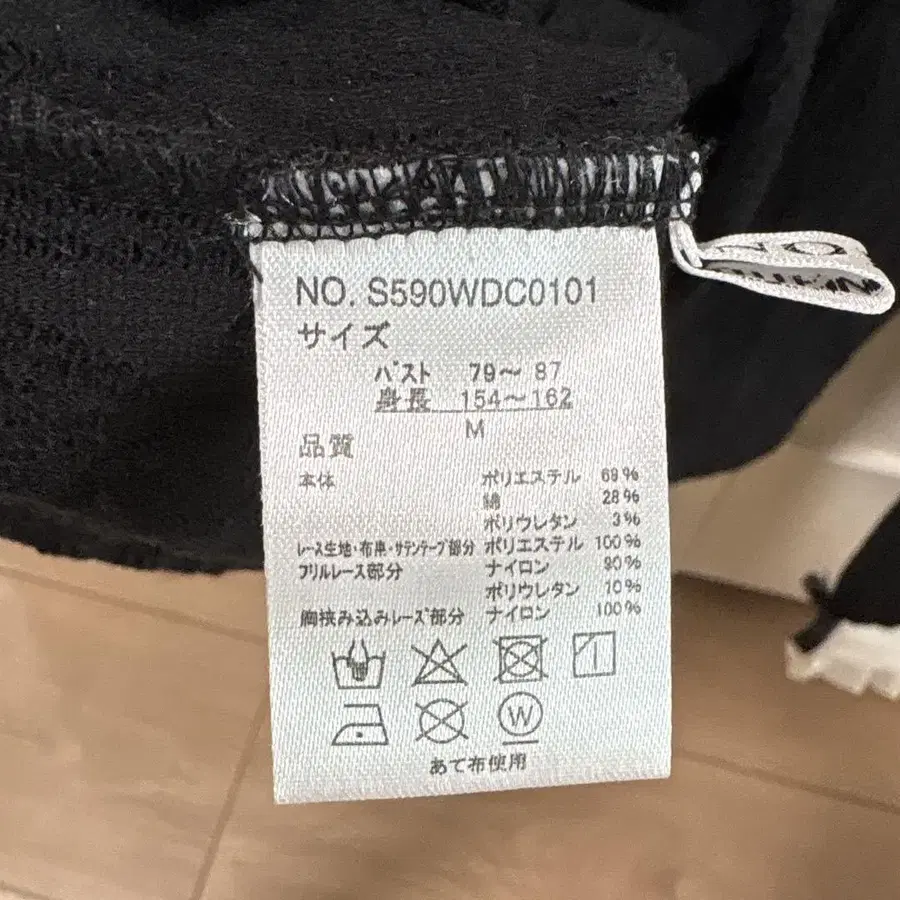 NO. S590WDC0101
サイズ
バスト 79～ 87
身長 154～162
M
品質
本体 ポリエステル 69%
綿 28%
ポリウレタン 3%
レース生地・布帛・サテンテープ部分 ポリエステル 100%
フリルレース部分 ナイロン 90%
ポリウレタン 10%
胸挟み込みレース部分 ナイロン 100%
W
あて布使用